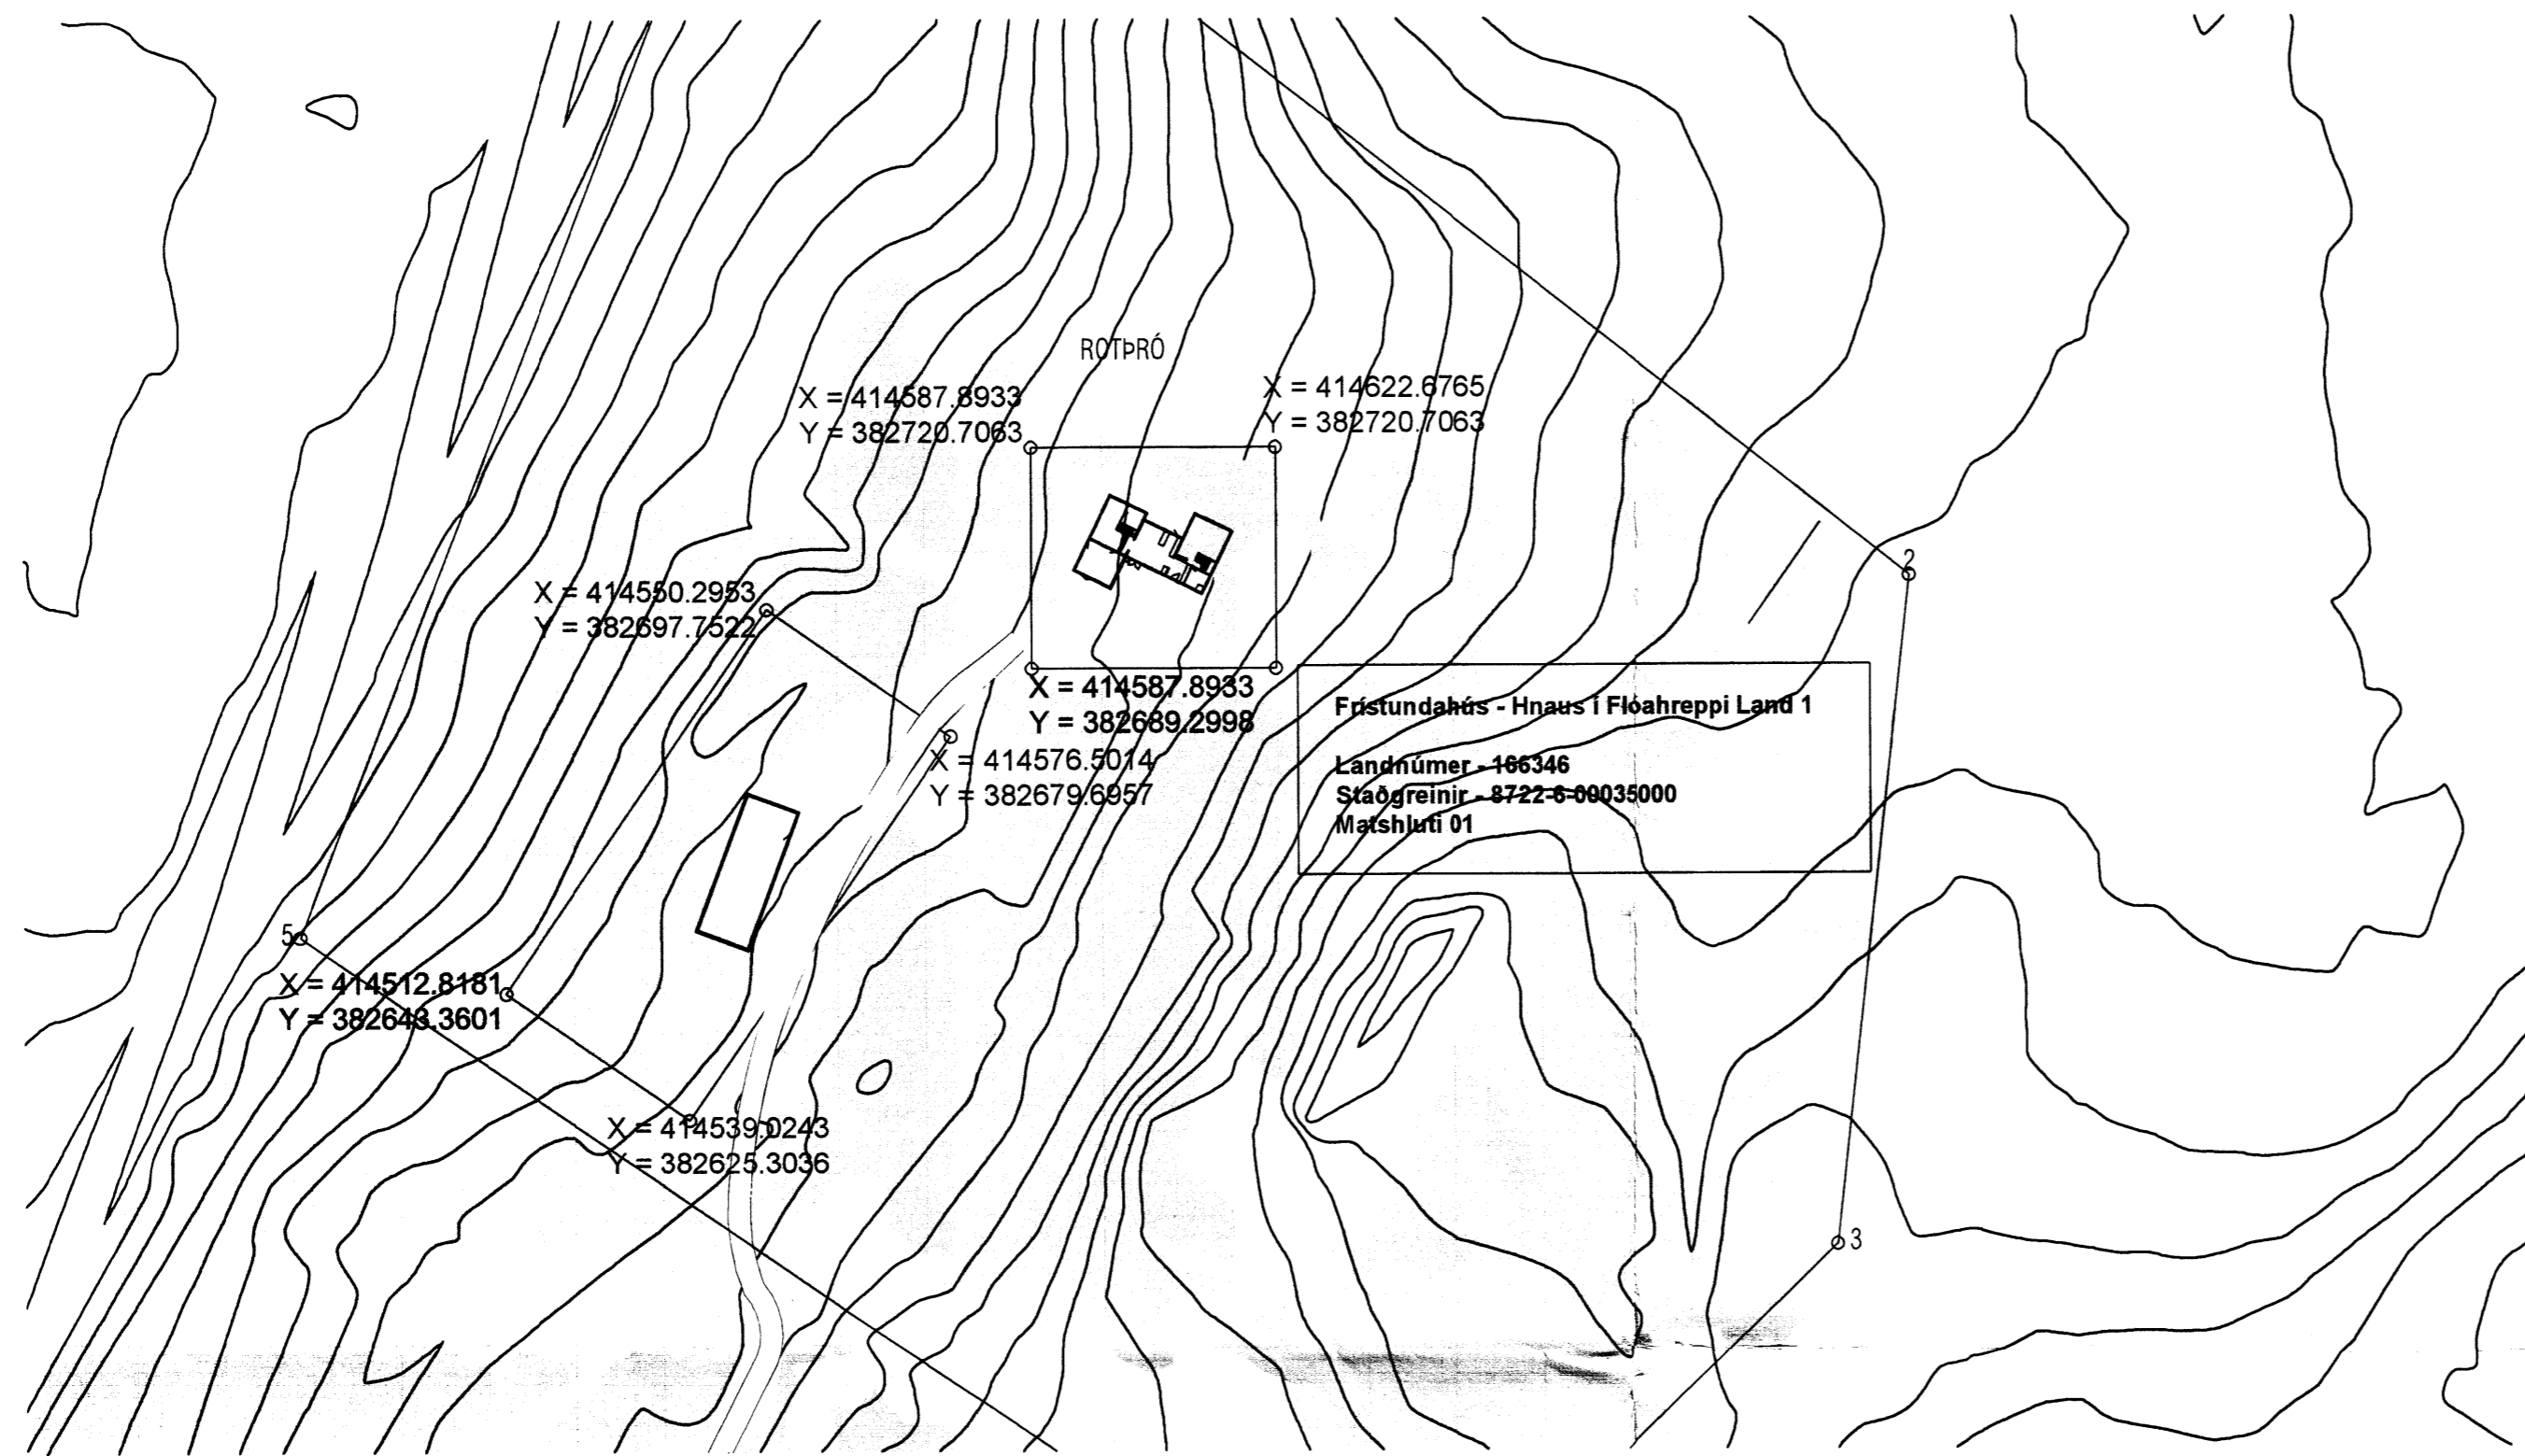 ROTÞRÓ
X = 414587.8933
Y = 382720.7063
X = 414622.6765
Y = 382720.7063
2
X = 414550.2953
Y = 382697.7522
X = 414587.8933
Y = 382689.2998
X = 414576.5014
Y = 382679.6957
Frístundahús - Hnaus í Flóahreppi Land 1
Landnúmer - 166346
Staðgreinir - 8722-6-00035000
Matshluti 01
5
X = 414512.8181
Y = 382643.3601
X = 414539.0243
Y = 382625.3036
3